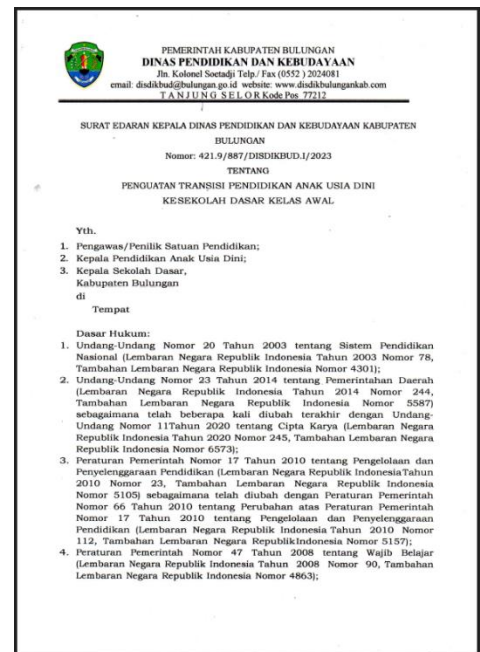 PEMERINTAH KABUPATEN BULUNGAN
DINAS PENDIDIKAN DAN KEBUDAYAAN
Jln. Kolonel Soetadji Telp./ Fax (0552 ) 2024081
email: disdikbud@bulungan.go.id website: www.disdikbulungankab.com
T A N J U N G S E L O R Kode Pos 77212
SURAT EDARAN KEPALA DINAS PENDIDIKAN DAN KEBUDAYAAN KABUPATEN
BULUNGAN
Nomor: 421.9/887/DISDIKBUD.I/2023
TENTANG
PENGUATAN TRANSISI PENDIDIKAN ANAK USIA DINI
KESEKOLAH DASAR KELAS AWAL
Yth.
1. Pengawas/Penilik Satuan Pendidikan;
2. Kepala Pendidikan Anak Usia Dini;
3. Kepala Sekolah Dasar,
Kabupaten Bulungan
di
Tempat
Dasar Hukum:
1. Undang-Undang Nomor 20 Tahun 2003 tentang Sistem Pendidikan
Nasional (Lembaran Negara Republik Indonesia Tahun 2003 Nomor 78,
Tambahan Lembaran Negara Republik Indonesia Nomor 4301);
2. Undang-Undang Nomor 23 Tahun 2014 tentang Pemerintahan Daerah
(Lembaran Negara Republik Indonesia Tahun 2014 Nomor 244,
Tambahan Lembaran Negara Republik Indonesia Nomor 5587)
sebagaimana telah beberapa kali diubah terakhir dengan Undang-
Undang Nomor 11Tahun 2020 tentang Cipta Karya (Lembaran Negara
Republik Indonesia Tahun 2020 Nomor 245, Tambahan Lembaran Negara
Republik Indonesia Nomor 6573);
3. Peraturan Pemerintah Nomor 17 Tahun 2010 tentang Pengelolaan dan
Penyelenggaraan Pendidikan (Lembaran Negara Republik IndonesiaTahun
2010 Nomor 23, Tambahan Lembaran Negara Republik Indonesia
Nomor 5105) sebagaimana telah diubah dengan Peraturan Pemerintah
Nomor 66 Tahun 2010 tentang Perubahan atas Peraturan Pemerintah
Nomor 17 Tahun 2010 tentang Pengelolaan dan Penyelenggaraan
Pendidikan (Lembaran Negara Republik Indonesia Tahun 2010 Nomor
112, Tambahan Lembaran Negara RepublikIndonesia Nomor 5157);
4. Peraturan Pemerintah Nomor 47 Tahun 2008 tentang Wajib Belajar
(Lembaran Negara Republik Indonesia Tahun 2008 Nomor 90, Tambahan
Lembaran Negara Republik Indonesia Nomor 4863);